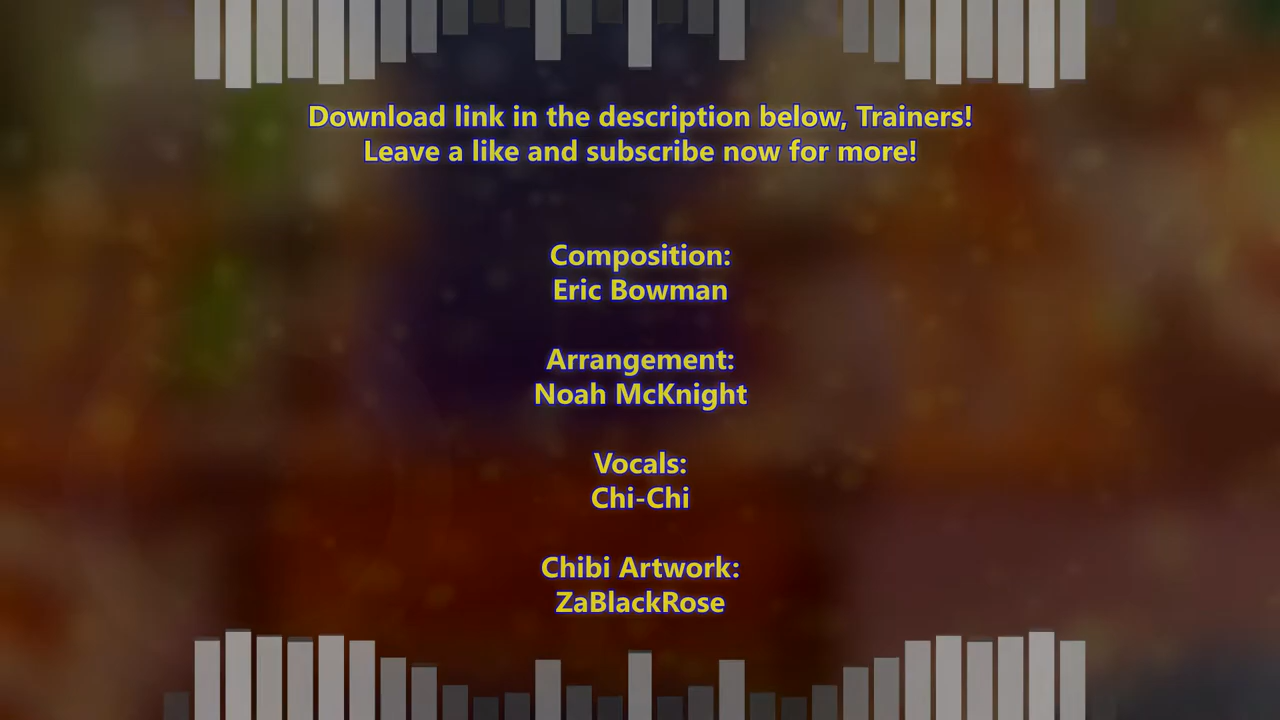 Download link in the description below, Trainers!
Leave a like and subscribe now for more!
Composition:
Eric Bowman
Arrangement:
Noah McKnight
Vocals:
Chi-Chi
Chibi Artwork:
ZaBlackRose